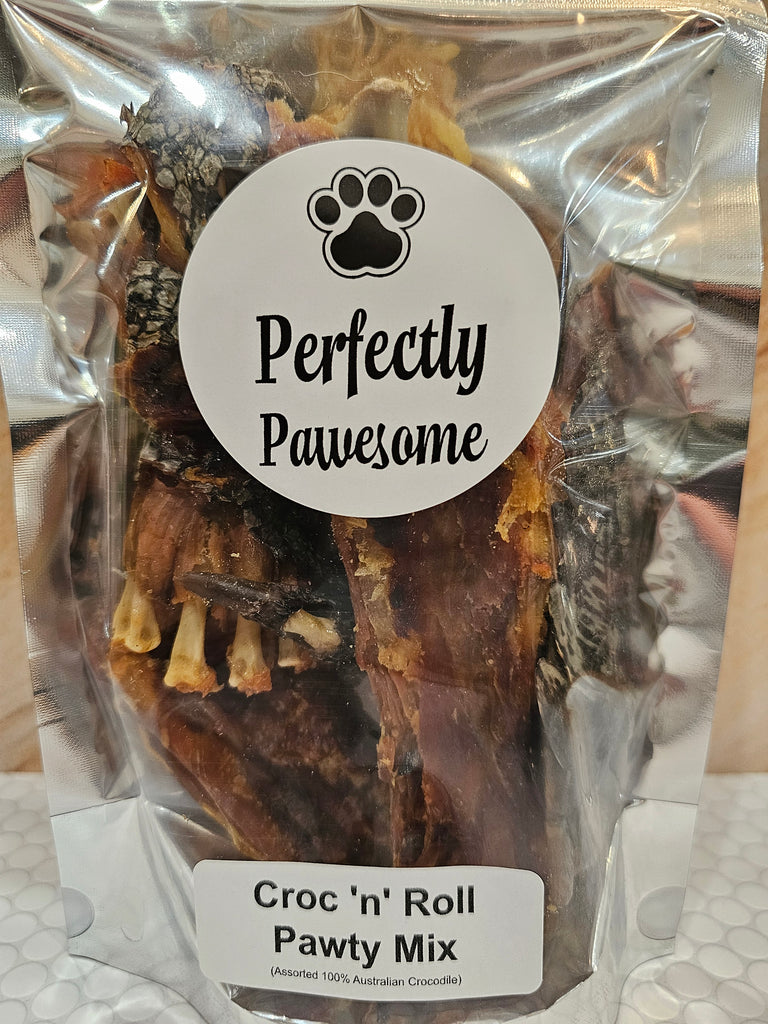 Perfectly
Pawesome
Croc 'n' Roll
Pawty Mix
(Assorted 100% Australian Crocodile)